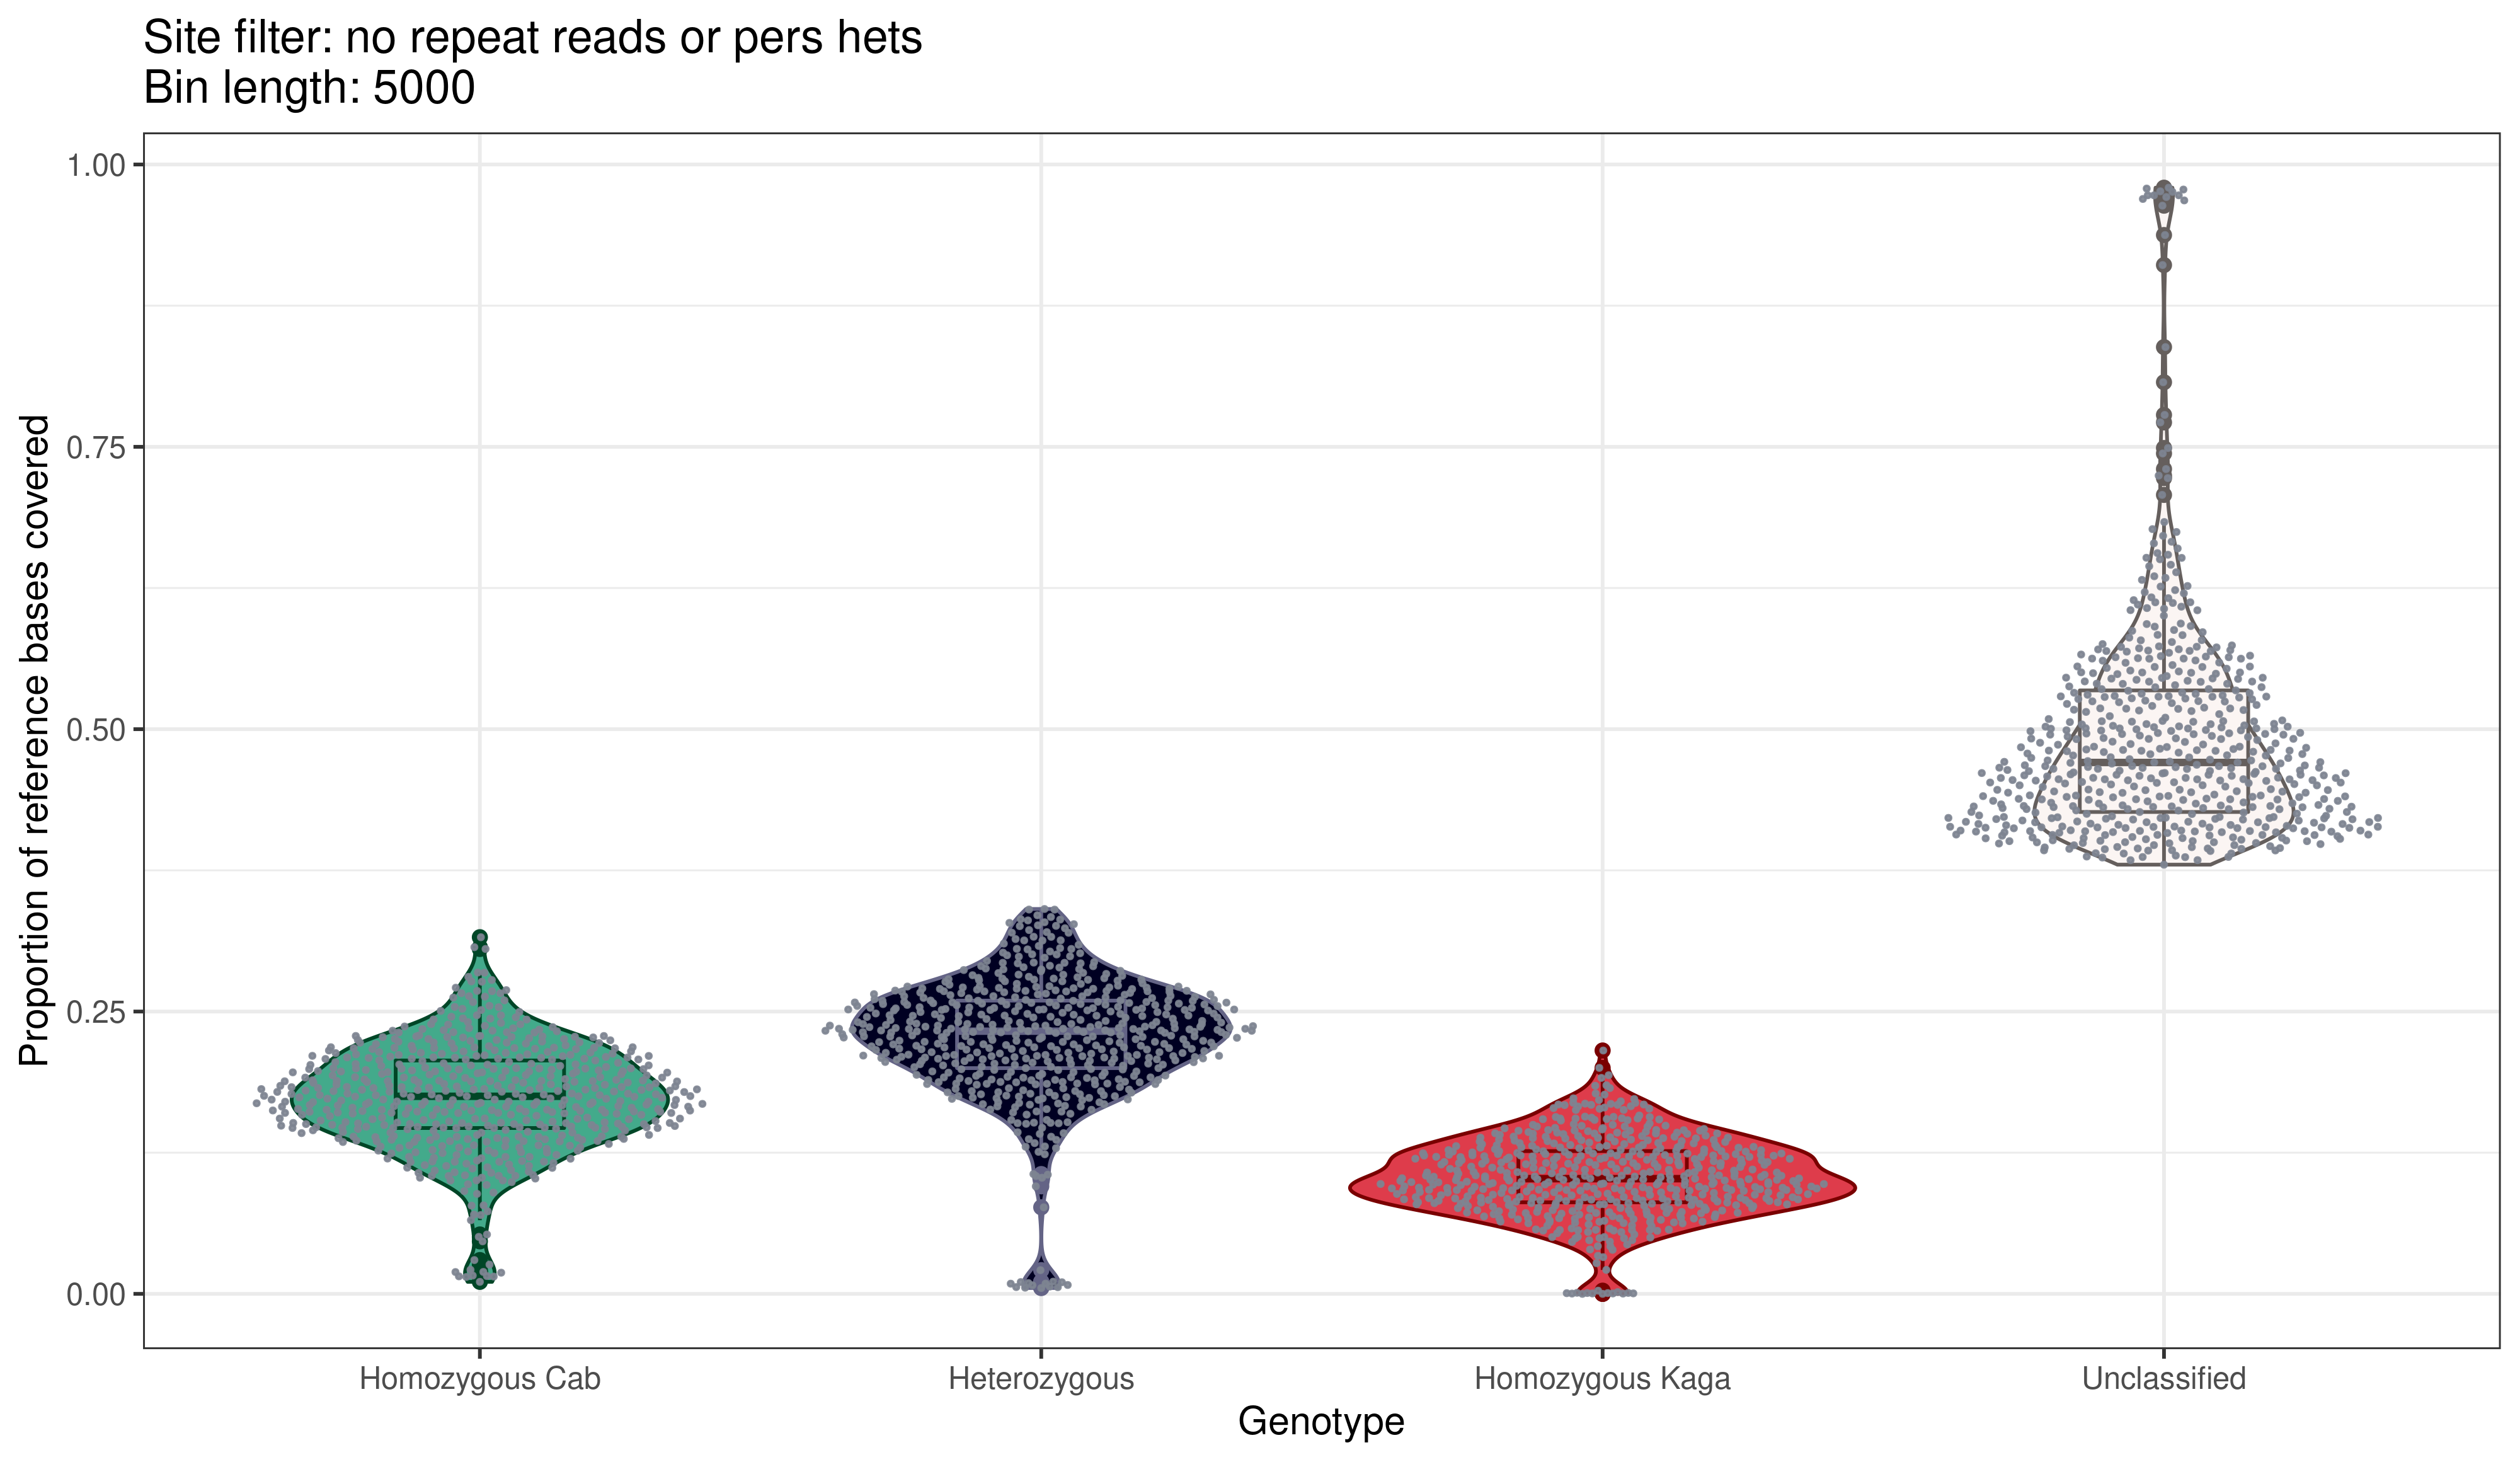 Site filter: no repeat reads or pers hets
Bin length: 5000
Proportion of reference bases covered
1.00
0.75
0.50
0.25
0.00
Homozygous Cab
Heterozygous
Homozygous Kaga
Unclassified
Genotype